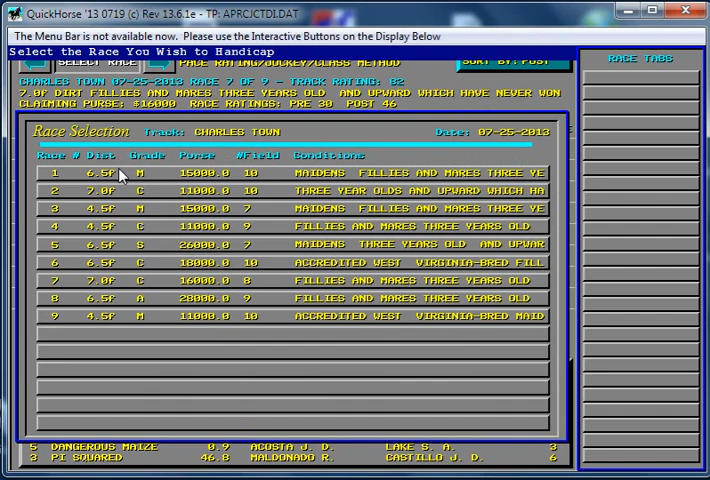 QuickHorse '13 0719 (c) Rev 13.6.1e - TP: APRCJCTDI.DAT
The Menu Bar is not available now. Please use the Interactive Buttons on the Display Below
Select the Race You Wish to Handicap
RACE TABS
SELECT RACE PACE RATING/JOCKEY/CLASS METHOD SORT BY:POST
CHARLES TOWN 07-25-2013 RACE 7 OF 9 - TRACK RATING: 82
7.0F DIRT FILLIES AND MARES THREE YEARS OLD AND UPWARD WHICH HAVE NEVER WON
CLAIMING PURSE: $16000 RACE RATINGS: PRE 30 POST 46
Race Selection Track: CHARLES TOWN Date: 07-25-2013
Race # Dist Grade Purse #Field Conditions
1 6.5f M 15000.0 10 MAIDENS FILLIES AND MARES THREE YE
2 7.0f C 11000.0 10 THREE YEAR OLDS AND UPWARD WHICH HA
3 4.5f M 15000.0 7 MAIDENS FILLIES AND MARES THREE YE
4 4.5f C 11000.0 9 FILLIES AND MARES THREE YEARS OLD
5 6.5f S 26000.0 7 MAIDENS THREE YEARS OLD AND UPWAR
6 6.5f C 18000.0 10 ACCREDITED WEST VIRGINIA-BRED FILL
7 7.0f C 16000.0 8 FILLIES AND MARES THREE YEARS OLD
8 6.5f A 28000.0 9 FILLIES AND MARES THREE YEARS OLD
9 4.5f M 11000.0 10 ACCREDITED WEST VIRGINIA-BRED MAID
5 DANGEROUS MAIZE 0.9 ACOSTA J. D. LAKE S. A. 3
3 PI SQUARED 46.8 MALDONADO R. CASTILLO J. D. 2